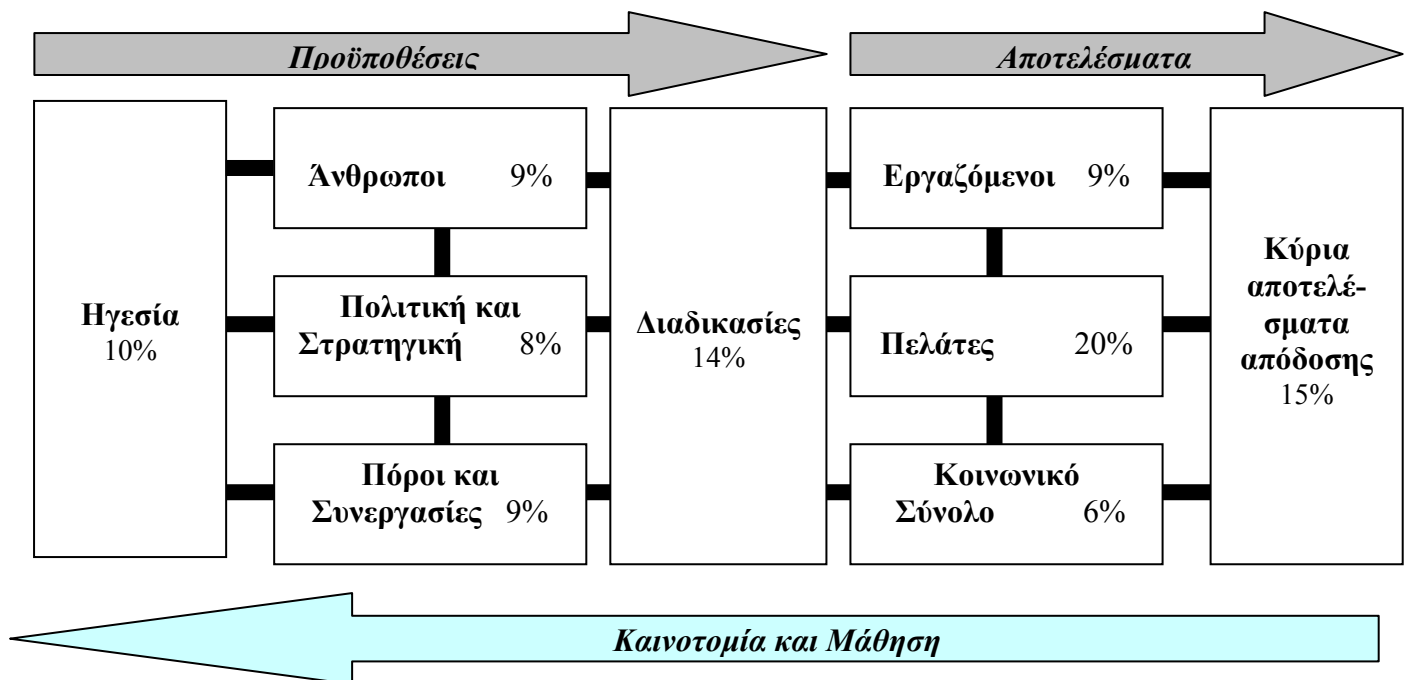 Προϋποθέσεις
Αποτελέσματα
Ηγεσία
10%
Άνθρωποι 9%
Πολιτική και
Στρατηγική 8%
Πόροι και
Συνεργασίες 9%
Διαδικασίες
14%
Εργαζόμενοι 9%
Πελάτες 20%
Κοινωνικό
Σύνολο 6%
Κύρια
αποτελέ-
σματα
απόδοσης
15%
Καινοτομία και Μάθηση